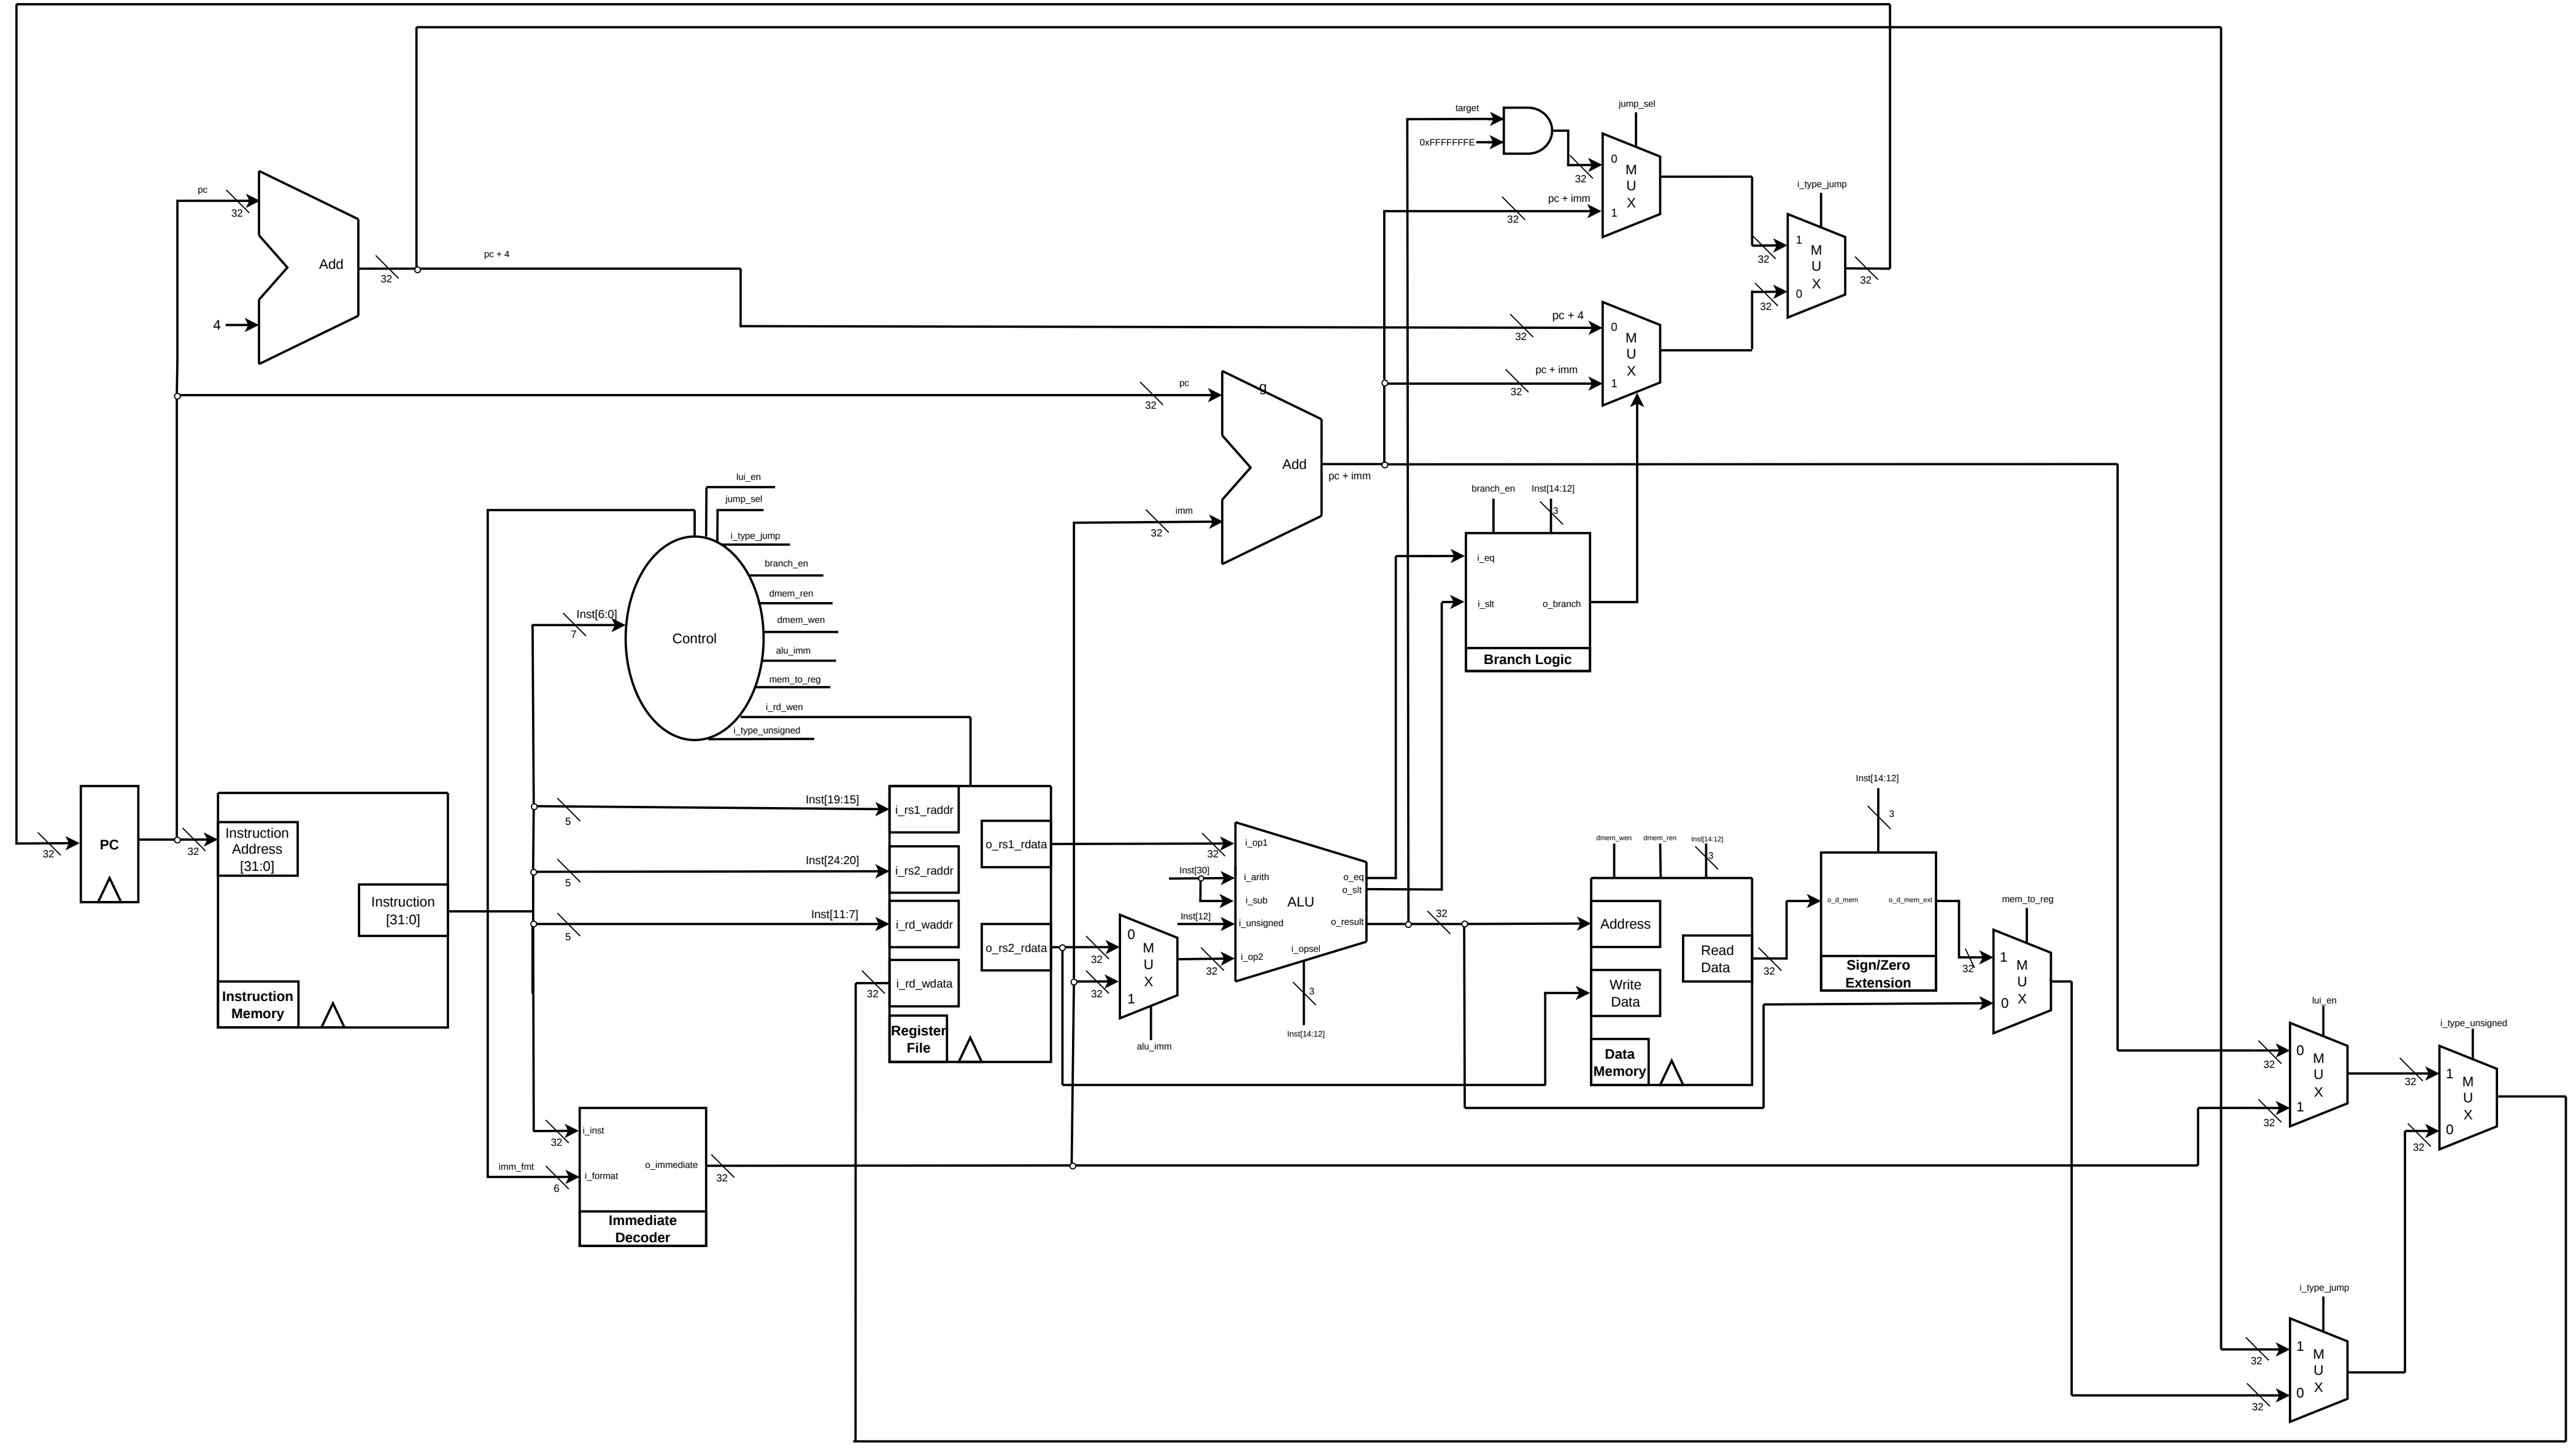 target
jump_sel
0xFFFFFFFE
0
M
U
X
32
pc + imm
32
1
i_type_jump
pc
32
Add
32
pc + 4
4
1
M
U
X
0
32
32
32
pc + 4
32
0
M
U
X
pc + imm
32
1
pc
32
g
Add
pc + imm
imm
32
lui_en
jump_sel
i_type_jump
branch_en
dmem_ren
dmem_wen
alu_imm
mem_to_reg
i_rd_wen
i_type_unsigned
Control
Inst[6:0]
7
branch_en
Inst[14:12]
3
i_eq
i_slt
o_branch
Branch Logic
PC
32
32
Instruction
Address
[31:0]
Instruction
[31:0]
Instruction
Memory
Inst[19:15]
5
Inst[24:20]
5
Inst[11:7]
5
i_rs1_raddr
i_rs2_raddr
i_rd_waddr
i_rd_wdata
32
o_rs1_rdata
o_rs2_rdata
Register
File
32
32
0
M
U
X
1
alu_imm
32
Inst[30]
Inst[12]
32
i_op1
i_arith
i_sub
i_unsigned
i_op2
ALU
o_eq
o_slt
o_result
i_opsel
3
Inst[14:12]
32
dmem_wen
dmem_ren
Inst[14:12]
3
Address
Read
Data
Write
Data
Data
Memory
32
Inst[14:12]
3
o_d_mem
o_d_mem_ext
Sign/Zero
Extension
mem_to_reg
32
1
M
U
X
0
lui_en
0
M
U
X
1
32
32
i_type_unsigned
1
M
U
X
0
32
32
i_inst
32
imm_fmt
6
i_format
o_immediate
32
Immediate
Decoder
i_type_jump
1
M
U
X
0
32
32